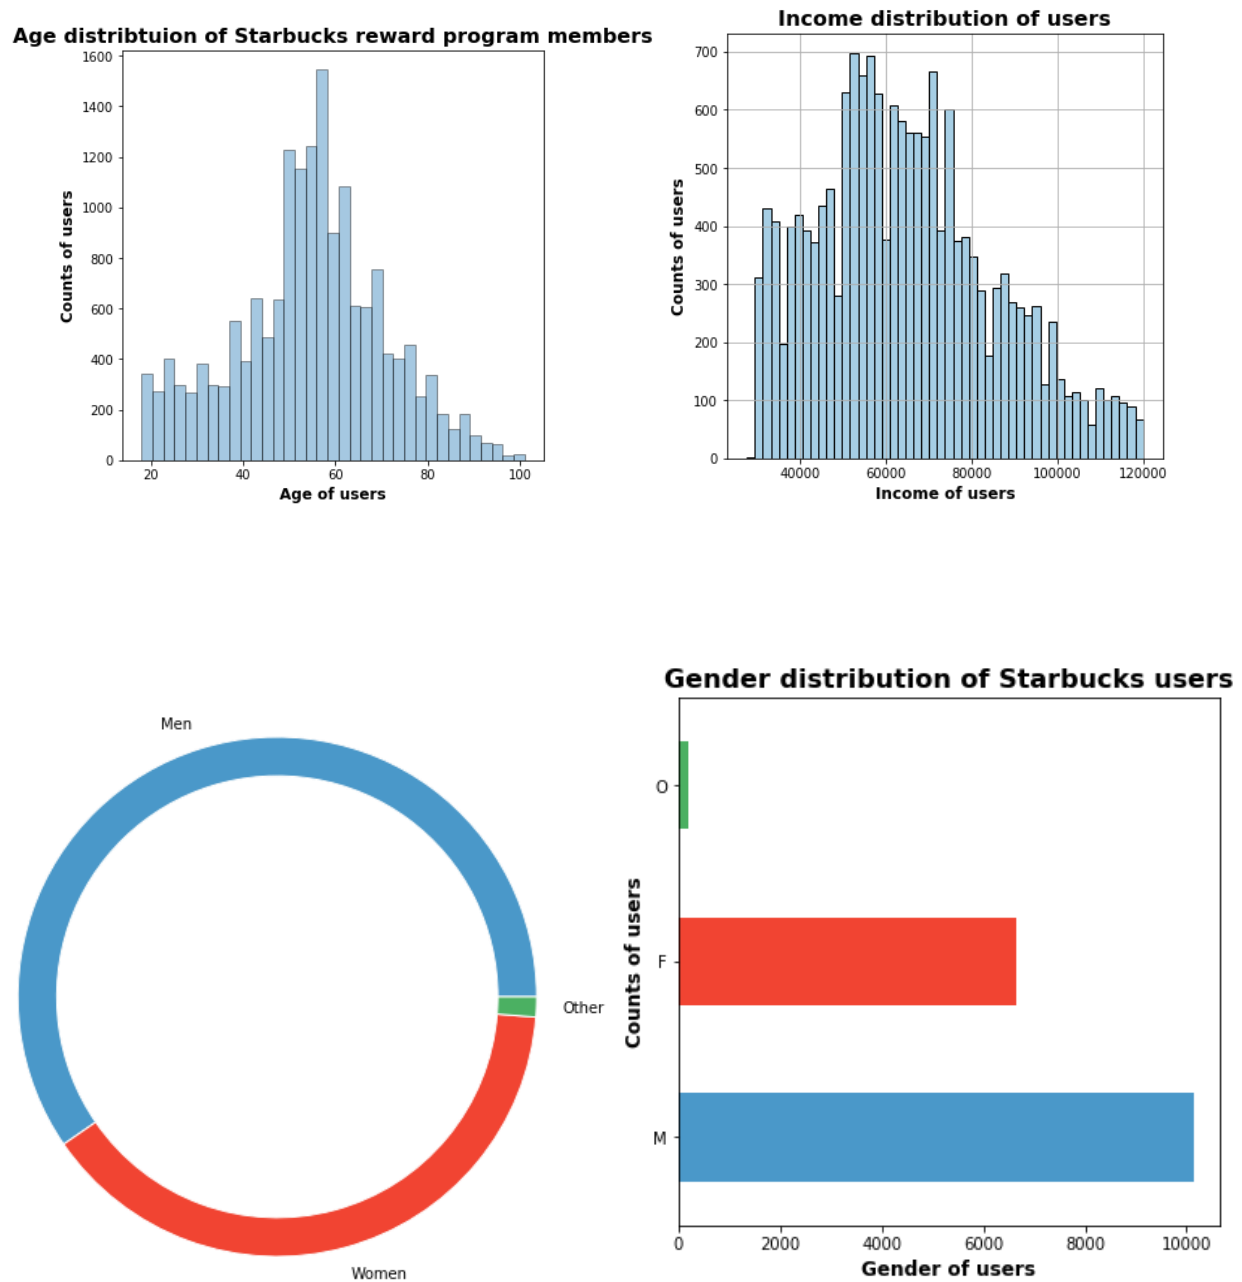 Age distribtuion of Starbucks reward program members
1600
1400
1200
1000
800
600
400
200
0
Counts of users
20 40 60 80 100
Age of users
Income distribution of users
700
600
500
400
300
200
100
0
Counts of users
40000 60000 80000 100000 120000
Income of users
Men
Other
Women
Gender distribution of Starbucks users
O
F
M
Counts of users
0 2000 4000 6000 8000 10000
Gender of users